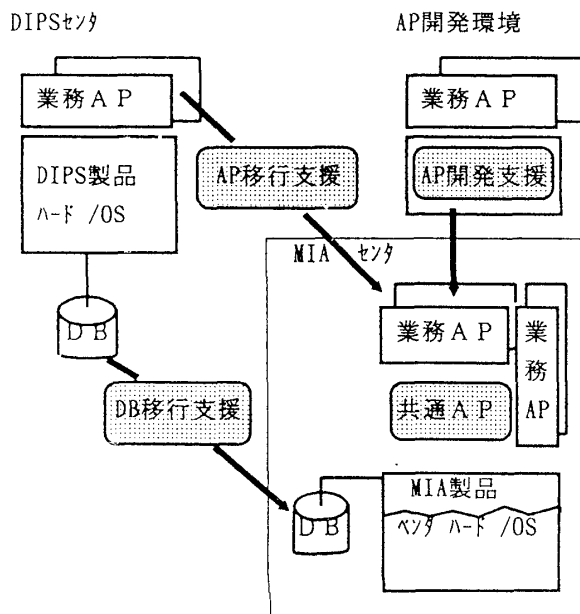 DIPSセンタ
AP開発環境
業務AP
業務AP
DIPS製品
ハード/OS
AP移行支援
AP開発支援
MIA センタ
DB
業務AP
業務AP
DB移行支援
共通AP
MIA製品
ベンダ ハード/OS
DB